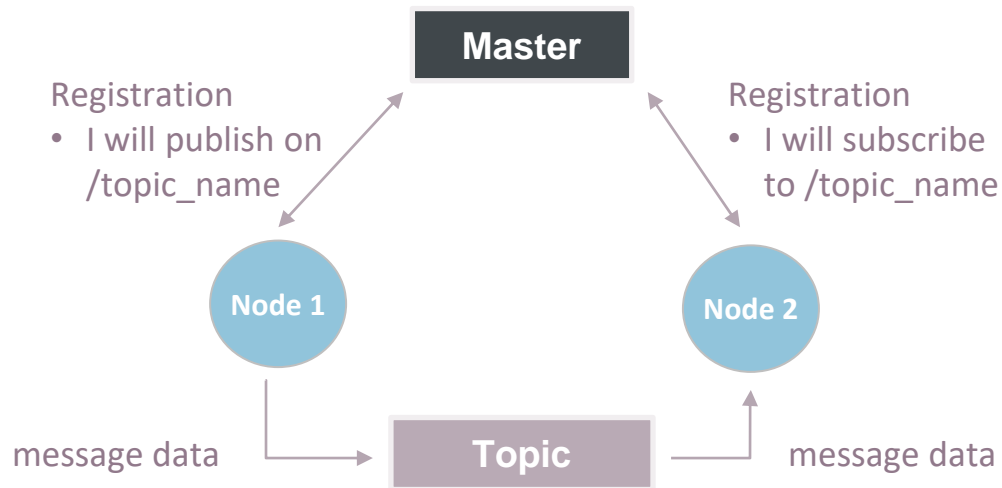 Master
Registration
• I will publish on
/topic_name
Registration
• I will subscribe
to /topic_name
Node 1
Node 2
message data
Topic
message data